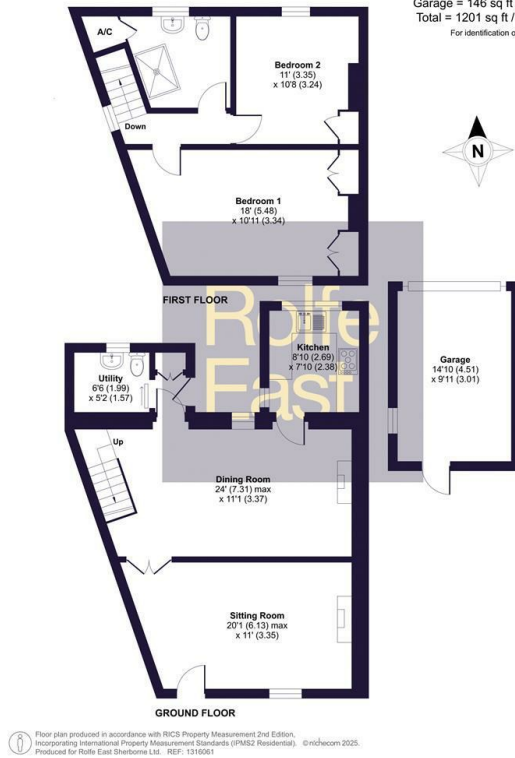 Garage = 146 sq ft
Total = 1201 sq ft /
For identification o
A/C
Bedroom 2
11' (3.35)
x 10'8 (3.24)
Down
N
Bedroom 1
18' (5.48)
x 10'11 (3.34)
FIRST FLOOR
Rolfe
East
Kitchen
8'10 (2.69)
x 7'10 (2.38)
Garage
14'10 (4.51)
x 9'11 (3.01)
Utility
6'6 (1.99)
x 5'2 (1.57)
Up
Dining Room
24' (7.31) max
x 11'1 (3.37)
Sitting Room
20'1 (6.13) max
x 11' (3.35)
GROUND FLOOR
Floor plan produced in accordance with RICS Property Measurement 2nd Edition,
Incorporating International Property Measurement Standards (IPMS2 Residential). ©nichecom 2025.
Produced for Rolfe East Sherborne Ltd. REF: 1316061